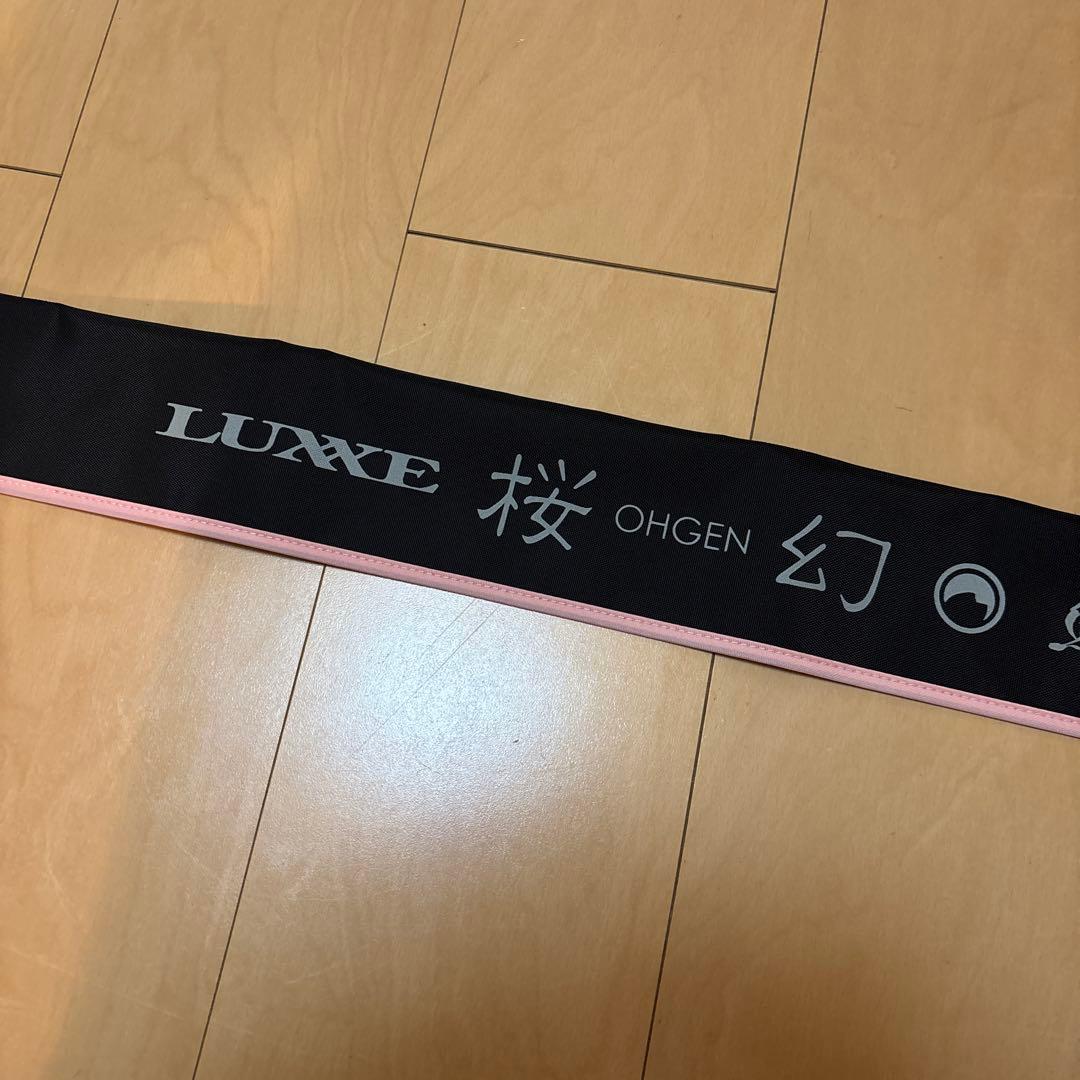 LUXXE 桜 OHGEN 幻